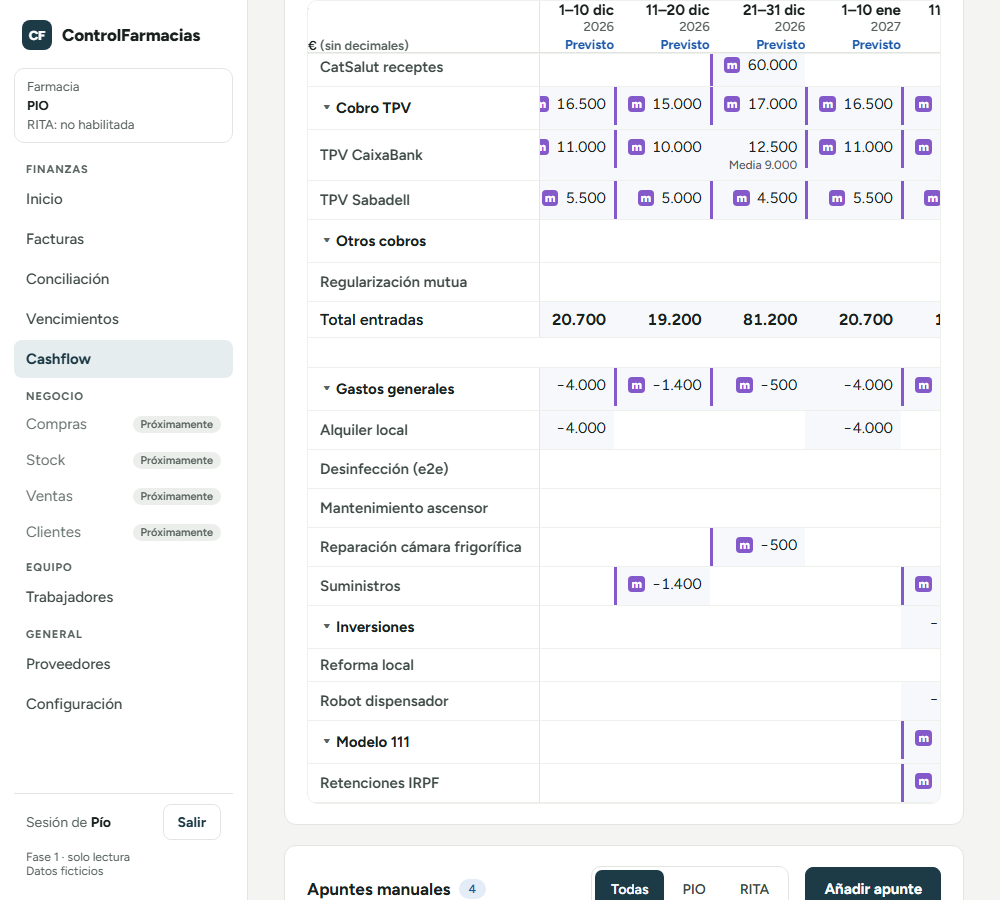 CF ControlFarmacias
Farmacia
PIO
RITA: no habilitada
FINANZAS
Inicio
Facturas
Conciliación
Vencimientos
Cashflow
NEGOCIO
Compras Próximamente
Stock Próximamente
Ventas Próximamente
Clientes Próximamente
EQUIPO
Trabajadores
GENERAL
Proveedores
Configuración
Sesión de Pío Salir
Fase 1 · solo lectura
Datos ficticios
1–10 dic 11–20 dic 21–31 dic 1–10 ene 11
2026 2026 2026 2027
€ (sin decimales) Previsto Previsto Previsto Previsto
CatSalut receptes m 60.000
Cobro TPV m 16.500 m 15.000 m 17.000 m 16.500 m
TPV CaixaBank m 11.000 m 10.000 12.500 m 11.000 m
Media 9.000
TPV Sabadell m 5.500 m 5.000 m 4.500 m 5.500 m
Otros cobros
Regularización mutua
Total entradas 20.700 19.200 81.200 20.700 1
Gastos generales −4.000 m −1.400 m −500 −4.000 m
Alquiler local −4.000 −4.000
Desinfección (e2e)
Mantenimiento ascensor
Reparación cámara frigorífica m −500
Suministros m −1.400 m
Inversiones −
Reforma local
Robot dispensador −
Modelo 111 m
Retenciones IRPF m
Apuntes manuales 4 Todas PIO RITA Añadir apunte